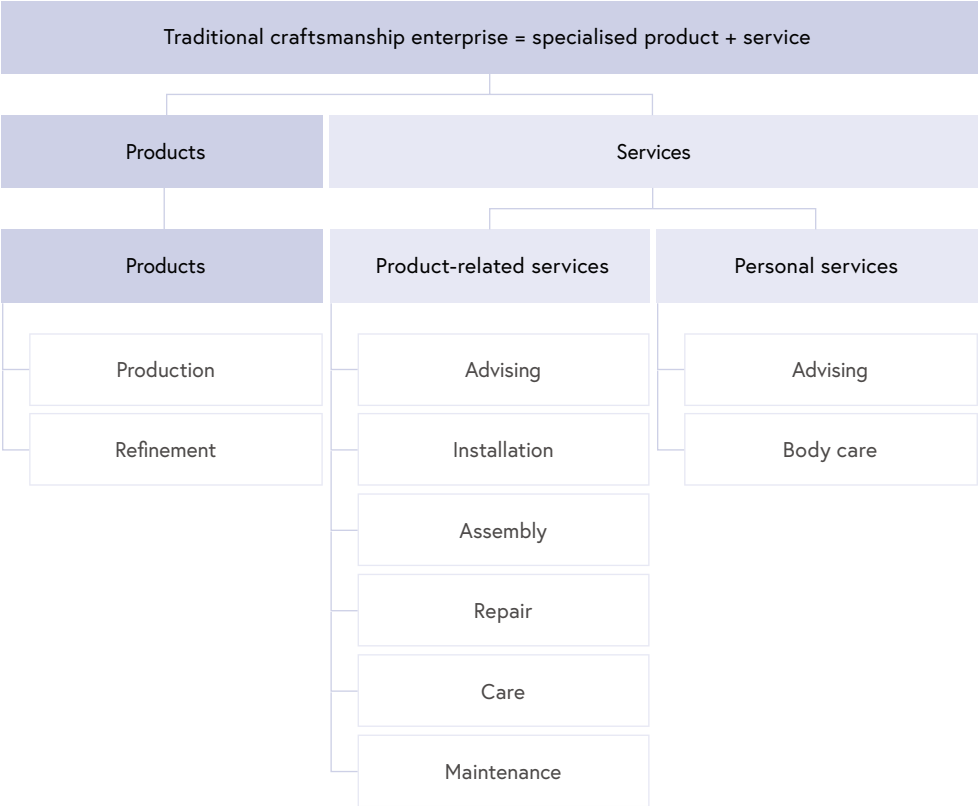 Traditional craftsmanship enterprise = specialised product + service
Products
Services
Products
Product-related services
Personal services
Production
Refinement
Advising
Installation
Assembly
Repair
Care
Maintenance
Advising
Body care